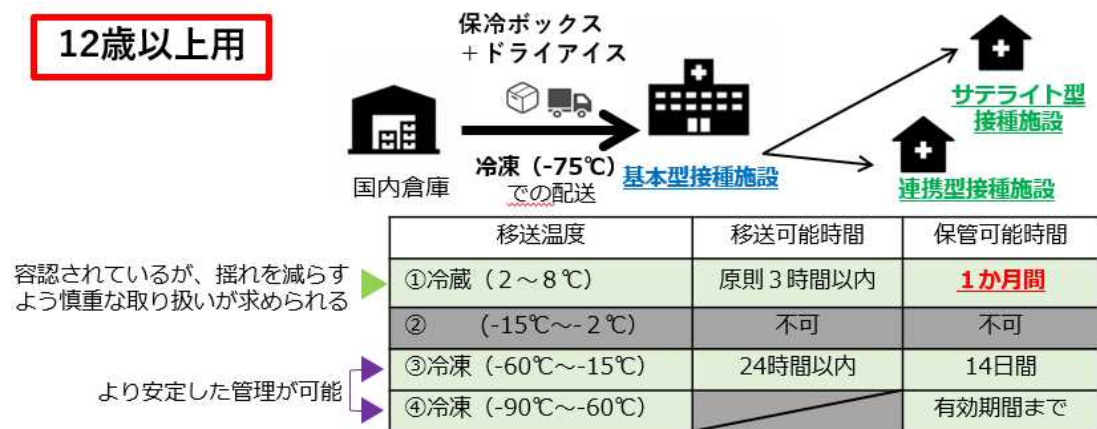 12歳以上用
保冷ボックス
＋ドライアイス
国内倉庫
冷凍（-75℃）
での配送
基本型接種施設
サテライト型
接種施設
連携型接種施設
移送温度 移送可能時間 保管可能時間
容認されているが、揺れを減らす
よう慎重な取り扱いが求められる
①冷蔵（２～８℃） 原則３時間以内 １か月間
② (-15℃～-２℃） 不可 不可
より安定した管理が可能
③冷凍（-60℃～-15℃） 24時間以内 14日間
④冷凍（-90℃～-60℃） 有効期間まで